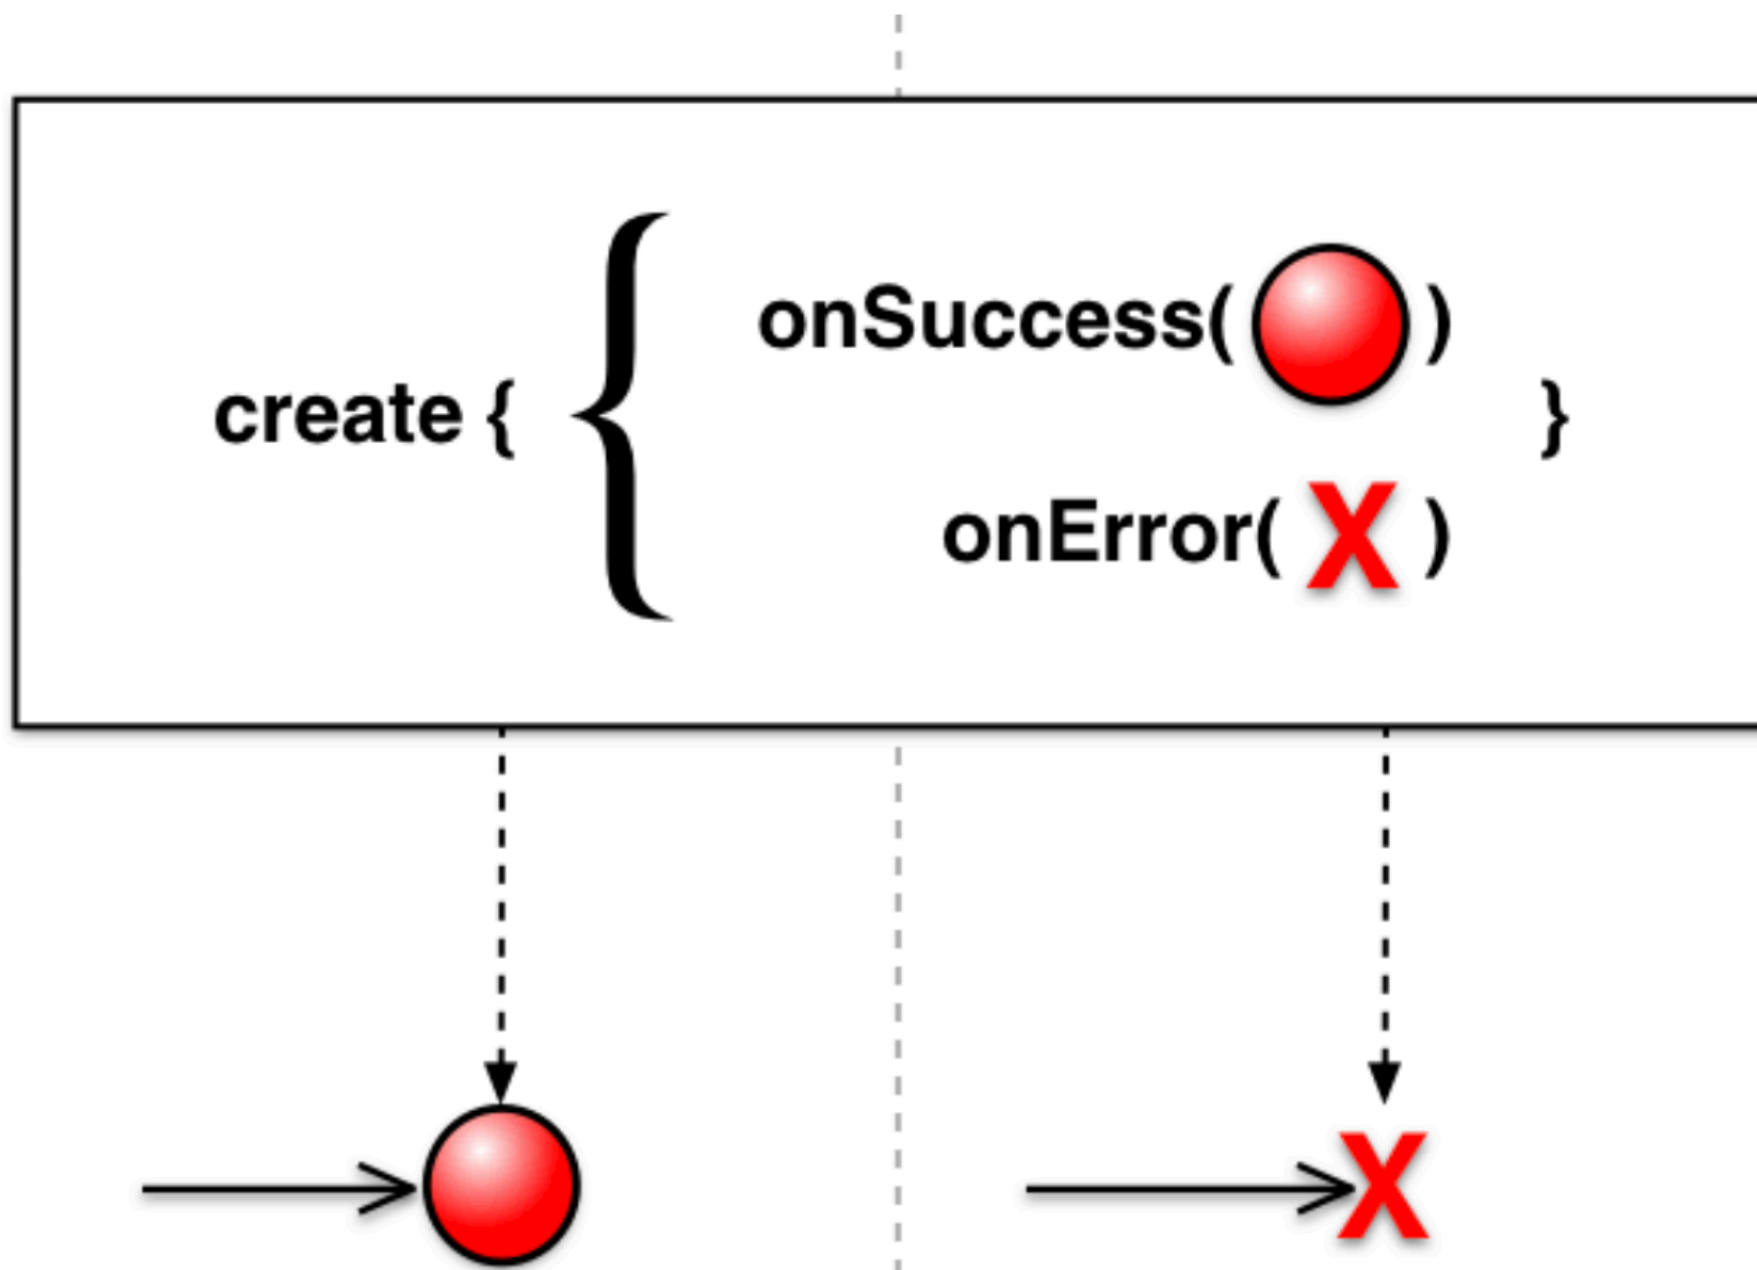 onSuccess( )
create { }
onError( X )
X